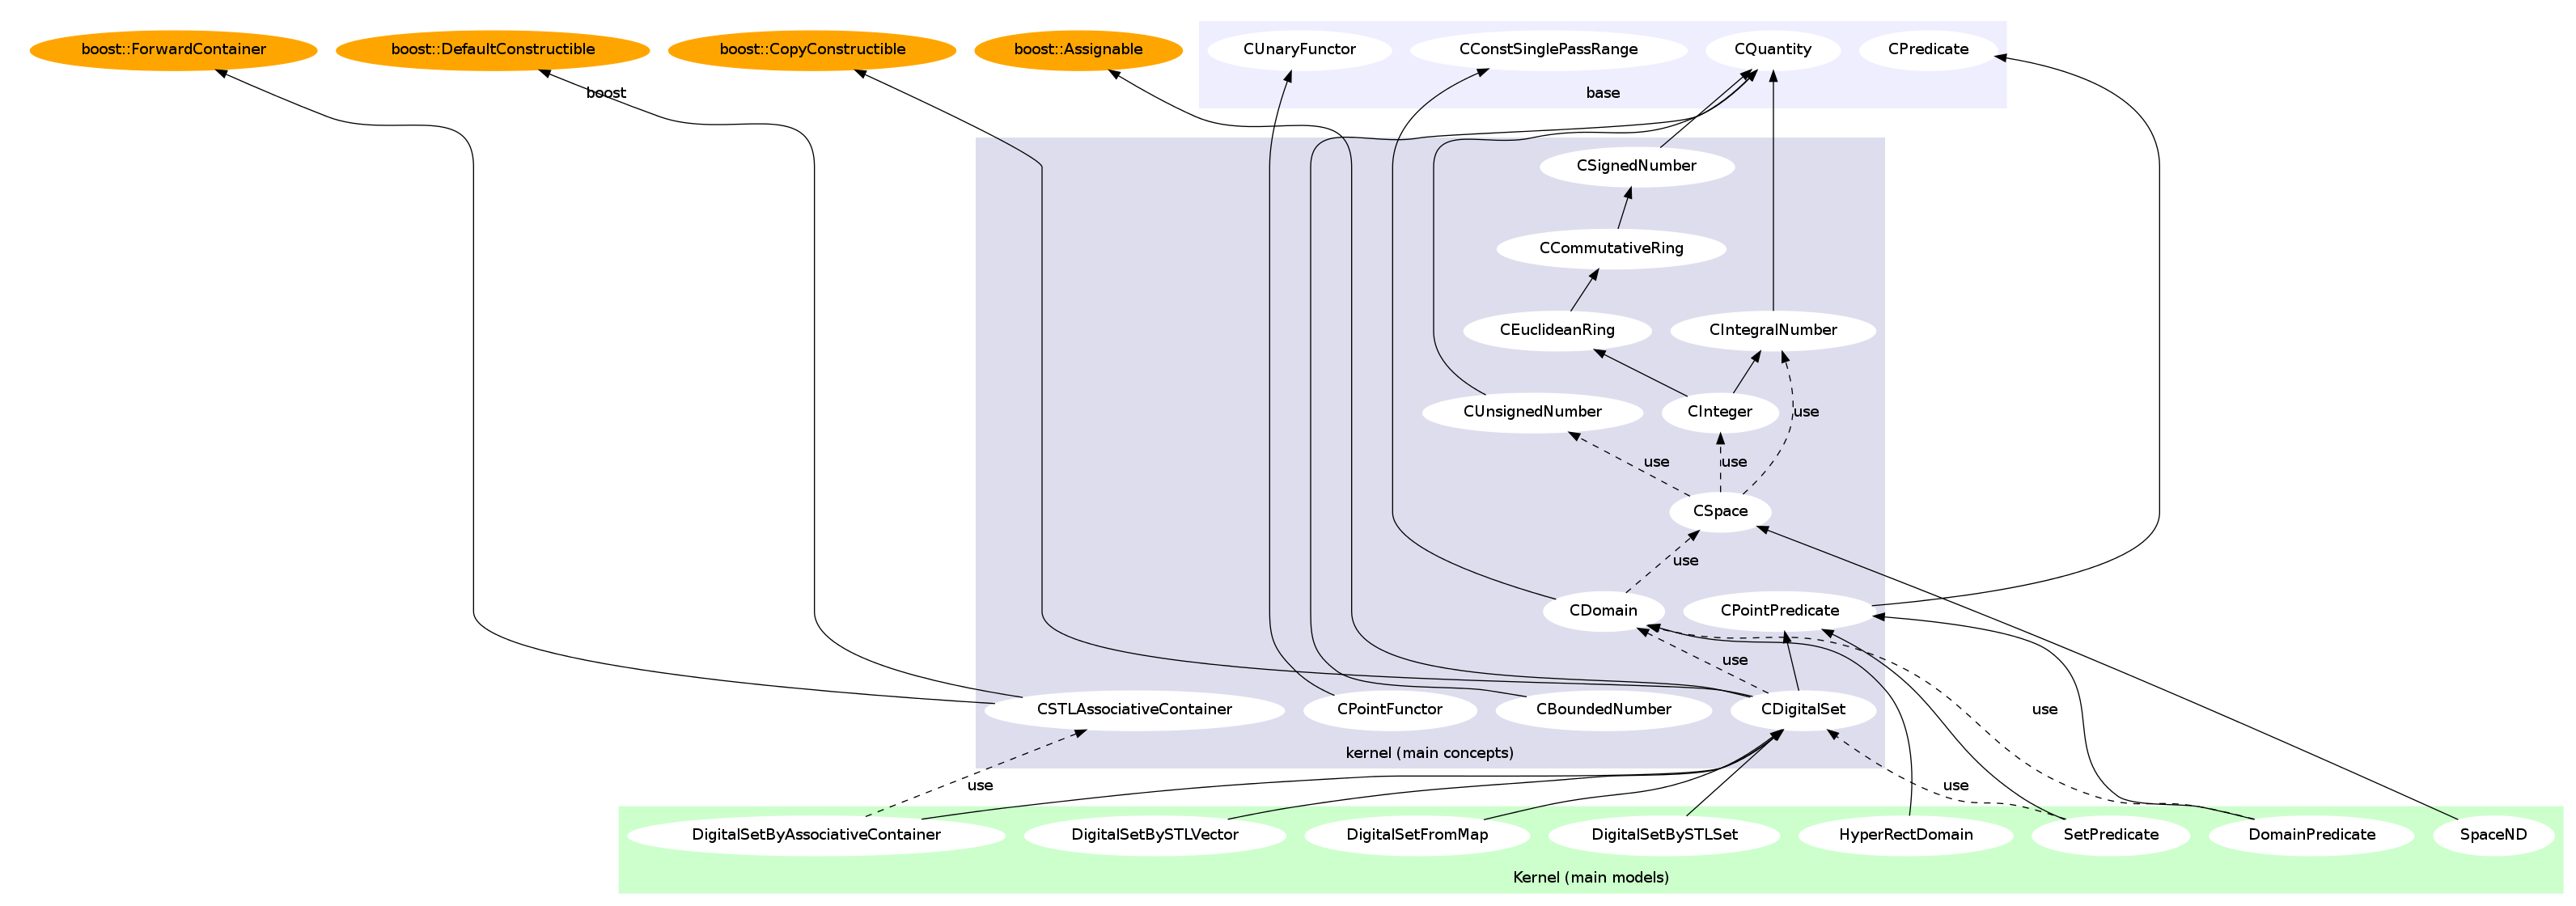 boost::ForwardContainer
boost::DefaultConstructible
boost::CopyConstructible
boost::Assignable
CUnaryFunctor
CConstSinglePassRange
CQuantity
CPredicate
boost
base
CSignedNumber
CCommutativeRing
CEuclideanRing
CIntegralNumber
CUnsignedNumber
CInteger
use
use
use
CSpace
use
CDomain
CPointPredicate
use
CSTLAssociativeContainer
CPointFunctor
CBoundedNumber
CDigitalSet
use
kernel (main concepts)
use
use
DigitalSetByAssociativeContainer
DigitalSetBySTLVector
DigitalSetFromMap
DigitalSetBySTLSet
HyperRectDomain
SetPredicate
DomainPredicate
SpaceND
Kernel (main models)